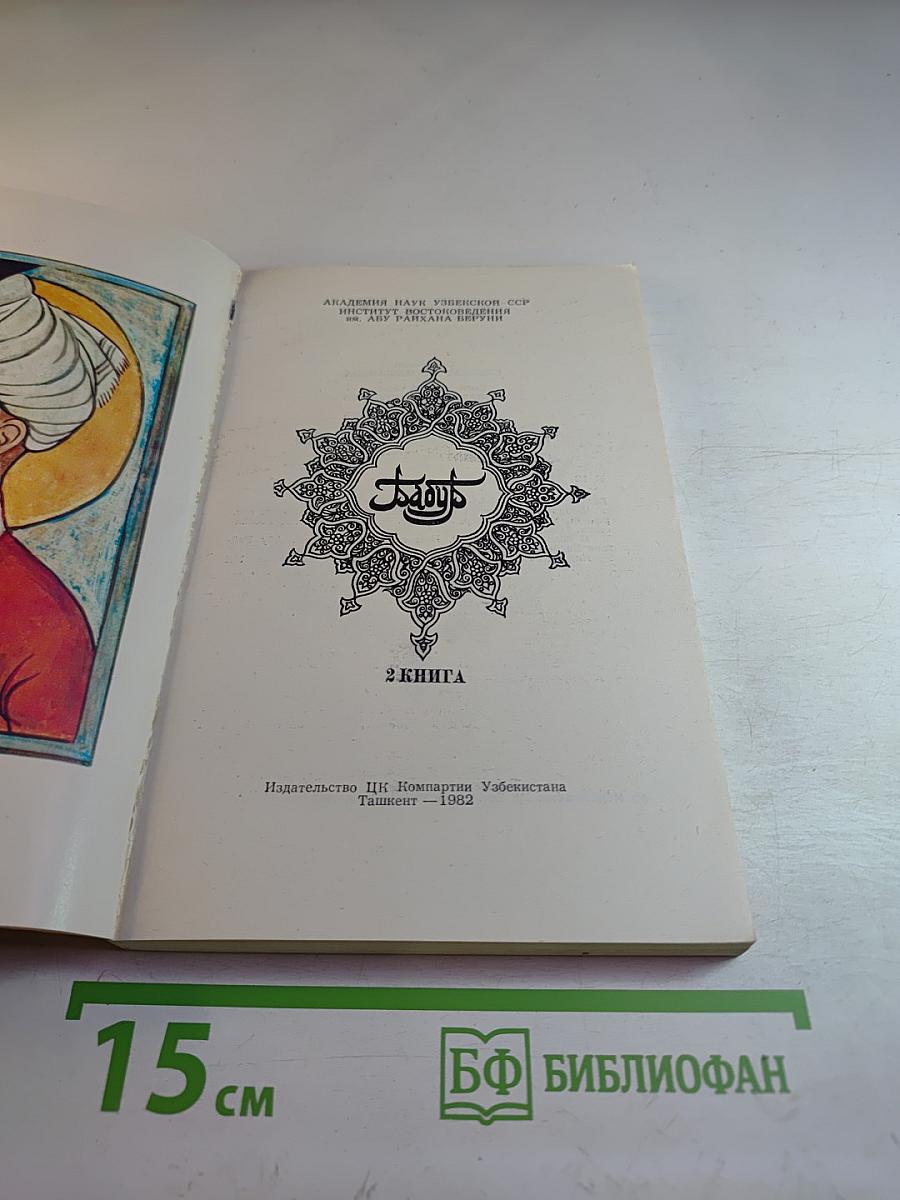 АКАДЕМИЯ НАУК УЗБЕКСКОЙ ССР
ИНСТИТУТ ВОСТОКОВЕДЕНИЯ
им. АБУ РАЙХАНА БЕРУНИ
Бабур
2 КНИГА
Издательство ЦК Компартии Узбекистана
Ташкент — 1982
15 см
БФ БИБЛИОФАН